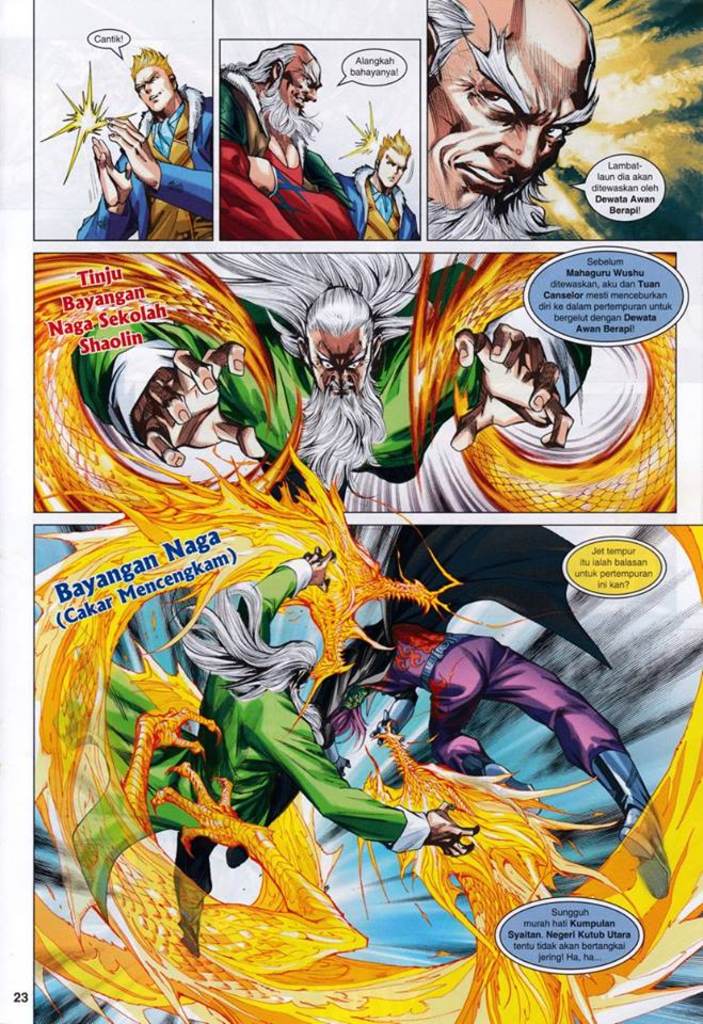 Cantik!
Alangkah
bahayanya!
Lambat-
laun dia akan
ditewaskan oleh
Dewata Awan
Berapi!
Tinju
Bayangan
Naga Sekolah
Shaolin
Sebelum
Mahaguru Wushu
ditewaskan, aku dan Tuan
Canselor mesti menceburkan
diri ke dalam pertempuran untuk
bergelut dengan Dewata
Awan Berapi!
Bayangan Naga
(Cakar Mencengkam)
Jet tempur
itu ialah balasan
untuk pertempuran
ini kan?
Sungguh
murah hati Kumpulan
Syaitan. Negeri Kutub Utara
tentu tidak akan bertangkai
jering! Ha, ha...
23